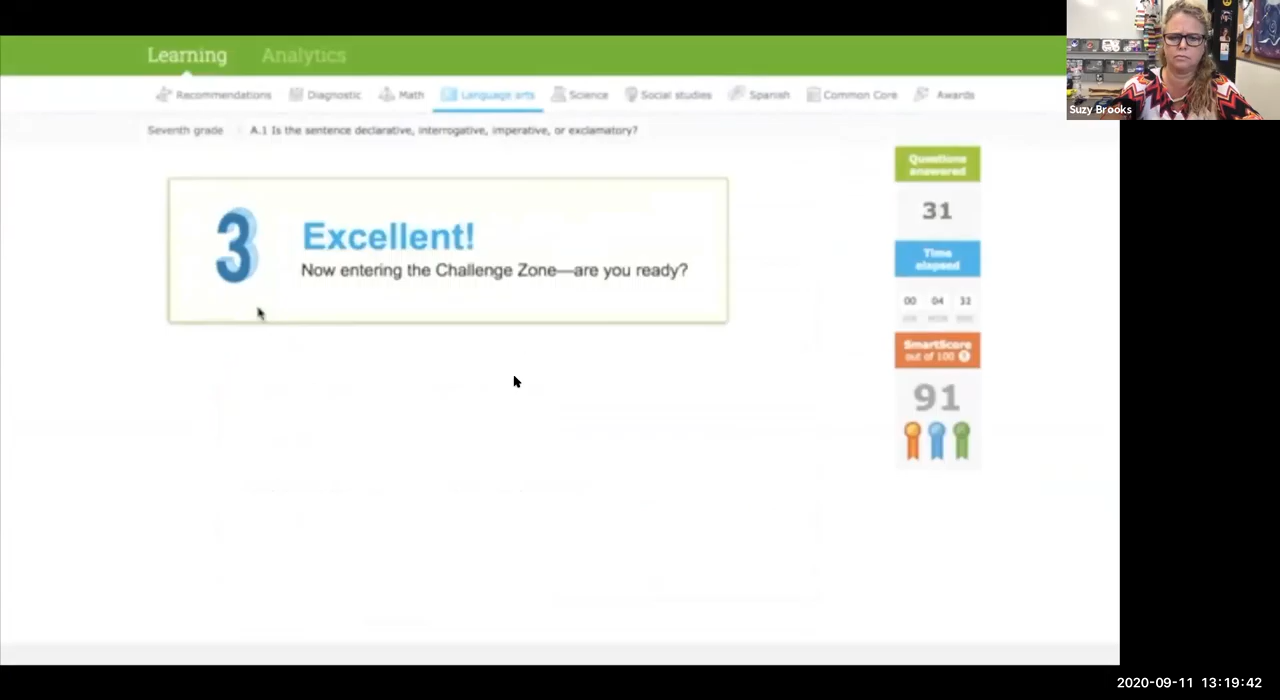 Learning Analytics
Recommendations Diagnostic Math Language arts Science Social studies Spanish Common Core Awards
Seventh grade A.1 Is the sentence declarative, interrogative, imperative, or exclamatory?
3
Excellent!
Now entering the Challenge Zone—are you ready?
Questions
answered
31
Time
elapsed
00 04 32
SmartScore
out of 100 ?
91
Suzy Brooks
2020-09-11 13:19:42